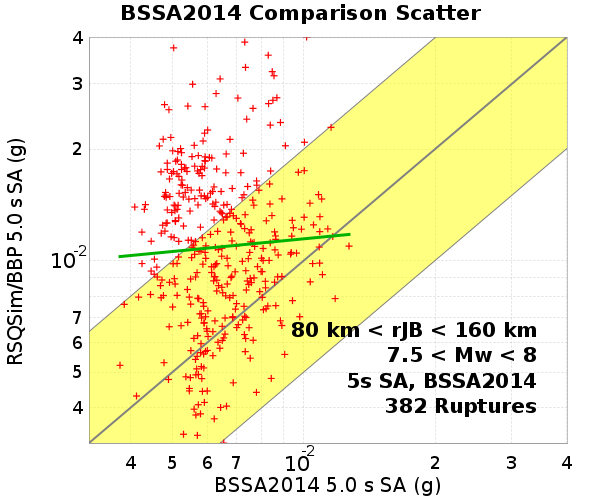 BSSA2014 Comparison Scatter
RSQSim/BBP 5.0 s SA (g)
4
3
2
10⁻²
7
6
5
4
80 km < rJB < 160 km
7.5 < Mw < 8
5s SA, BSSA2014
382 Ruptures
4 5 6 7 10⁻² 2 3 4
BSSA2014 5.0 s SA (g)